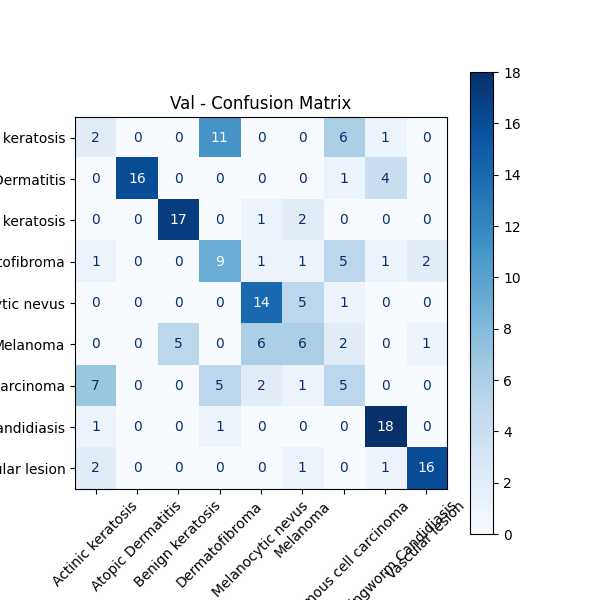 Val - Confusion Matrix
keratosis 2 0 0 11 0 0 6 1 0
Dermatitis 0 16 0 0 0 0 1 4 0
keratosis 0 0 17 0 1 2 0 0 0
tofibroma 1 0 0 9 1 1 5 1 2
ytic nevus 0 0 0 0 14 5 1 0 0
Melanoma 0 0 5 0 6 6 2 0 1
arcinoma 7 0 0 5 2 1 5 0 0
andidiasis 1 0 0 1 0 0 0 18 0
ular lesion 2 0 0 0 0 1 0 1 16
Actinic keratosis
Atopic Dermatitis
Benign keratosis
Dermatofibroma
Melanocytic nevus
Melanoma
mous cell carcinoma
ngworm Candidiasis
Vascular lesion
18
16
14
12
10
8
6
4
2
0